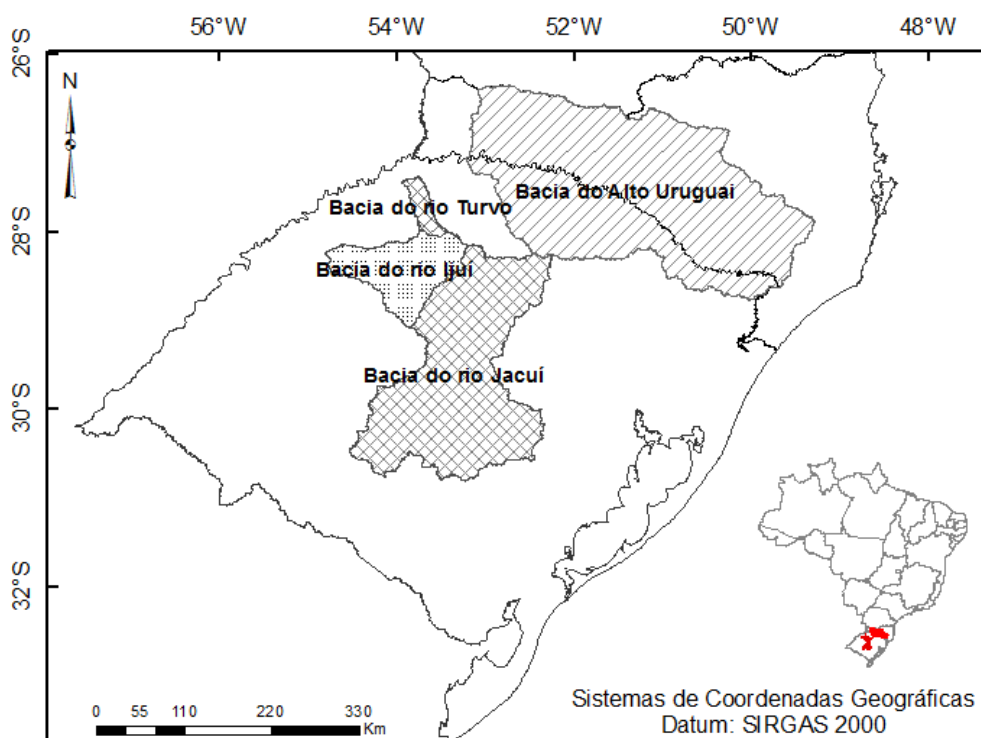 56°W 54°W 52°W 50°W 48°W
26°S
N
Bacia do Alto Uruguai
Bacia do rio Turvo
28°S
Bacia do rio Ijuí
Bacia do rio Jacuí
30°S
32°S
0 55 110 220 330
Km
Sistemas de Coordenadas Geográficas
Datum: SIRGAS 2000